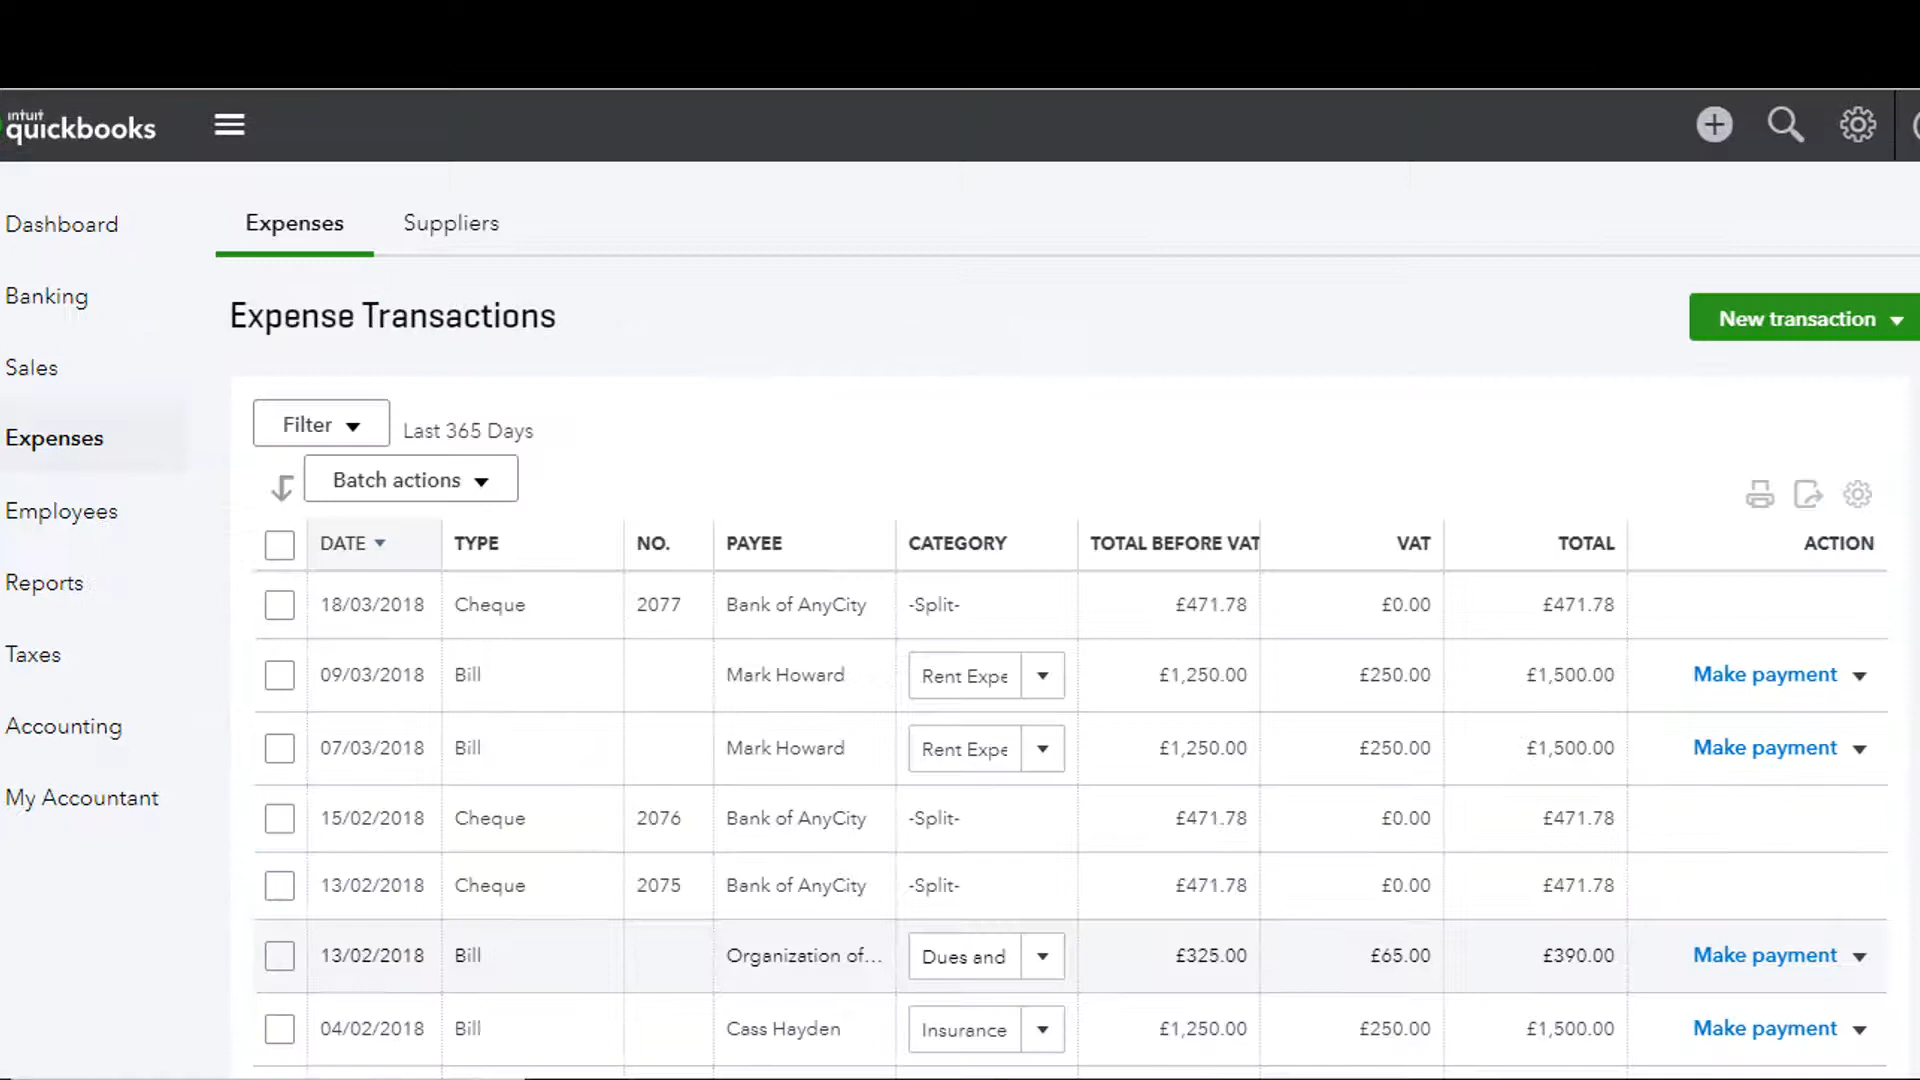 intuit
quickbooks
Dashboard
Banking
Sales
Expenses
Employees
Reports
Taxes
Accounting
My Accountant
Expenses Suppliers
Expense Transactions
New transaction
Filter Last 365 Days
Batch actions
DATE TYPE NO. PAYEE CATEGORY TOTAL BEFORE VAT VAT TOTAL ACTION
18/03/2018 Cheque 2077 Bank of AnyCity -Split- £471.78 £0.00 £471.78
09/03/2018 Bill Mark Howard Rent Expe £1,250.00 £250.00 £1,500.00 Make payment
07/03/2018 Bill Mark Howard Rent Expe £1,250.00 £250.00 £1,500.00 Make payment
15/02/2018 Cheque 2076 Bank of AnyCity -Split- £471.78 £0.00 £471.78
13/02/2018 Cheque 2075 Bank of AnyCity -Split- £471.78 £0.00 £471.78
13/02/2018 Bill Organization of... Dues and £325.00 £65.00 £390.00 Make payment
04/02/2018 Bill Cass Hayden Insurance £1,250.00 £250.00 £1,500.00 Make payment